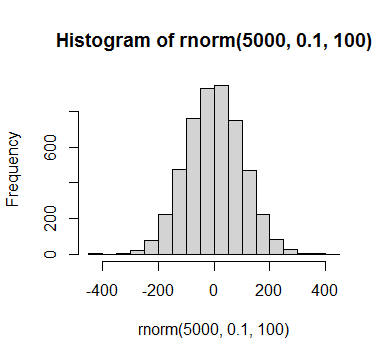 Histogram of rnorm(5000, 0.1, 100)
Frequency
600
200
0
-400 -200 0 200 400
rnorm(5000, 0.1, 100)